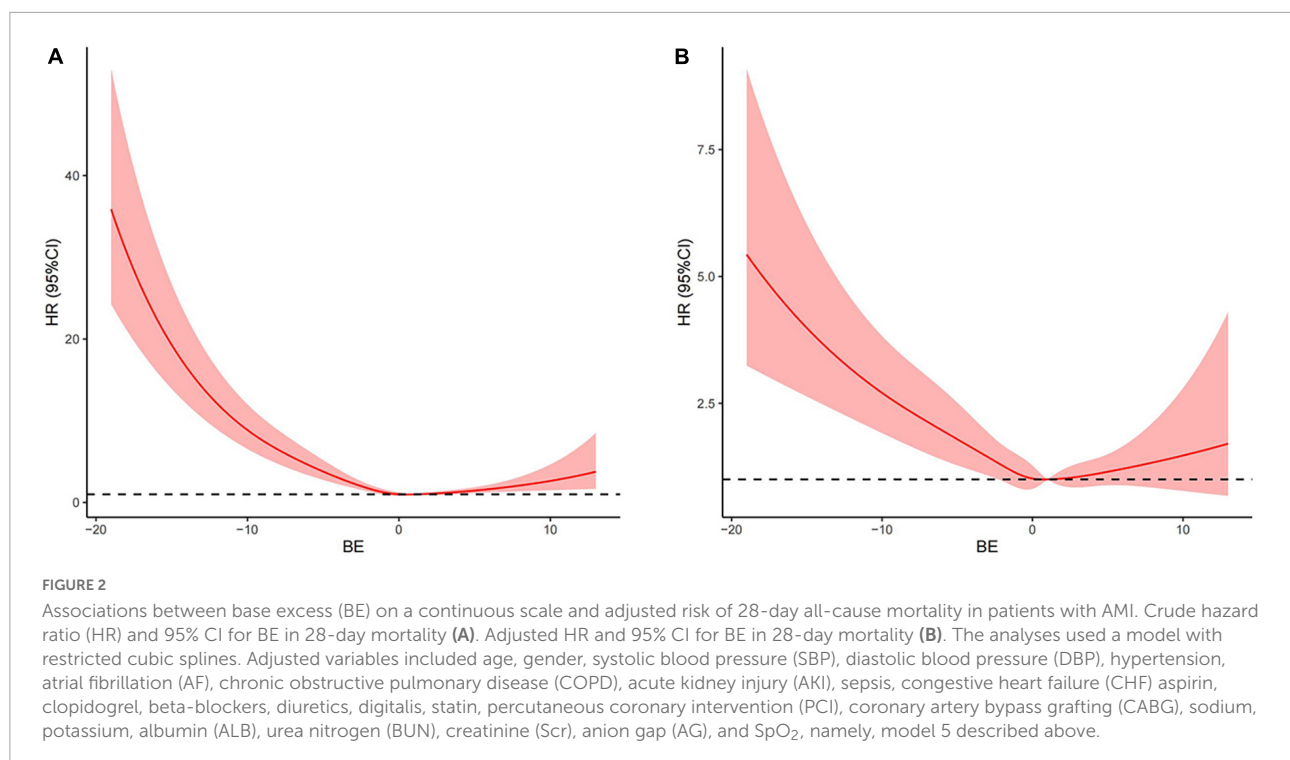 A
B
40
20
0
HR (95%CI)
−20
−10
0
10
BE
7.5
5.0
2.5
HR (95%CI)
−20
−10
0
10
BE
FIGURE 2
Associations between base excess (BE) on a continuous scale and adjusted risk of 28-day all-cause mortality in patients with AMI. Crude hazard
ratio (HR) and 95% CI for BE in 28-day mortality (A). Adjusted HR and 95% CI for BE in 28-day mortality (B). The analyses used a model with
restricted cubic splines. Adjusted variables included age, gender, systolic blood pressure (SBP), diastolic blood pressure (DBP), hypertension,
atrial fibrillation (AF), chronic obstructive pulmonary disease (COPD), acute kidney injury (AKI), sepsis, congestive heart failure (CHF) aspirin,
clopidogrel, beta-blockers, diuretics, digitalis, statin, percutaneous coronary intervention (PCI), coronary artery bypass grafting (CABG), sodium,
potassium, albumin (ALB), urea nitrogen (BUN), creatinine (Scr), anion gap (AG), and SpO₂, namely, model 5 described above.